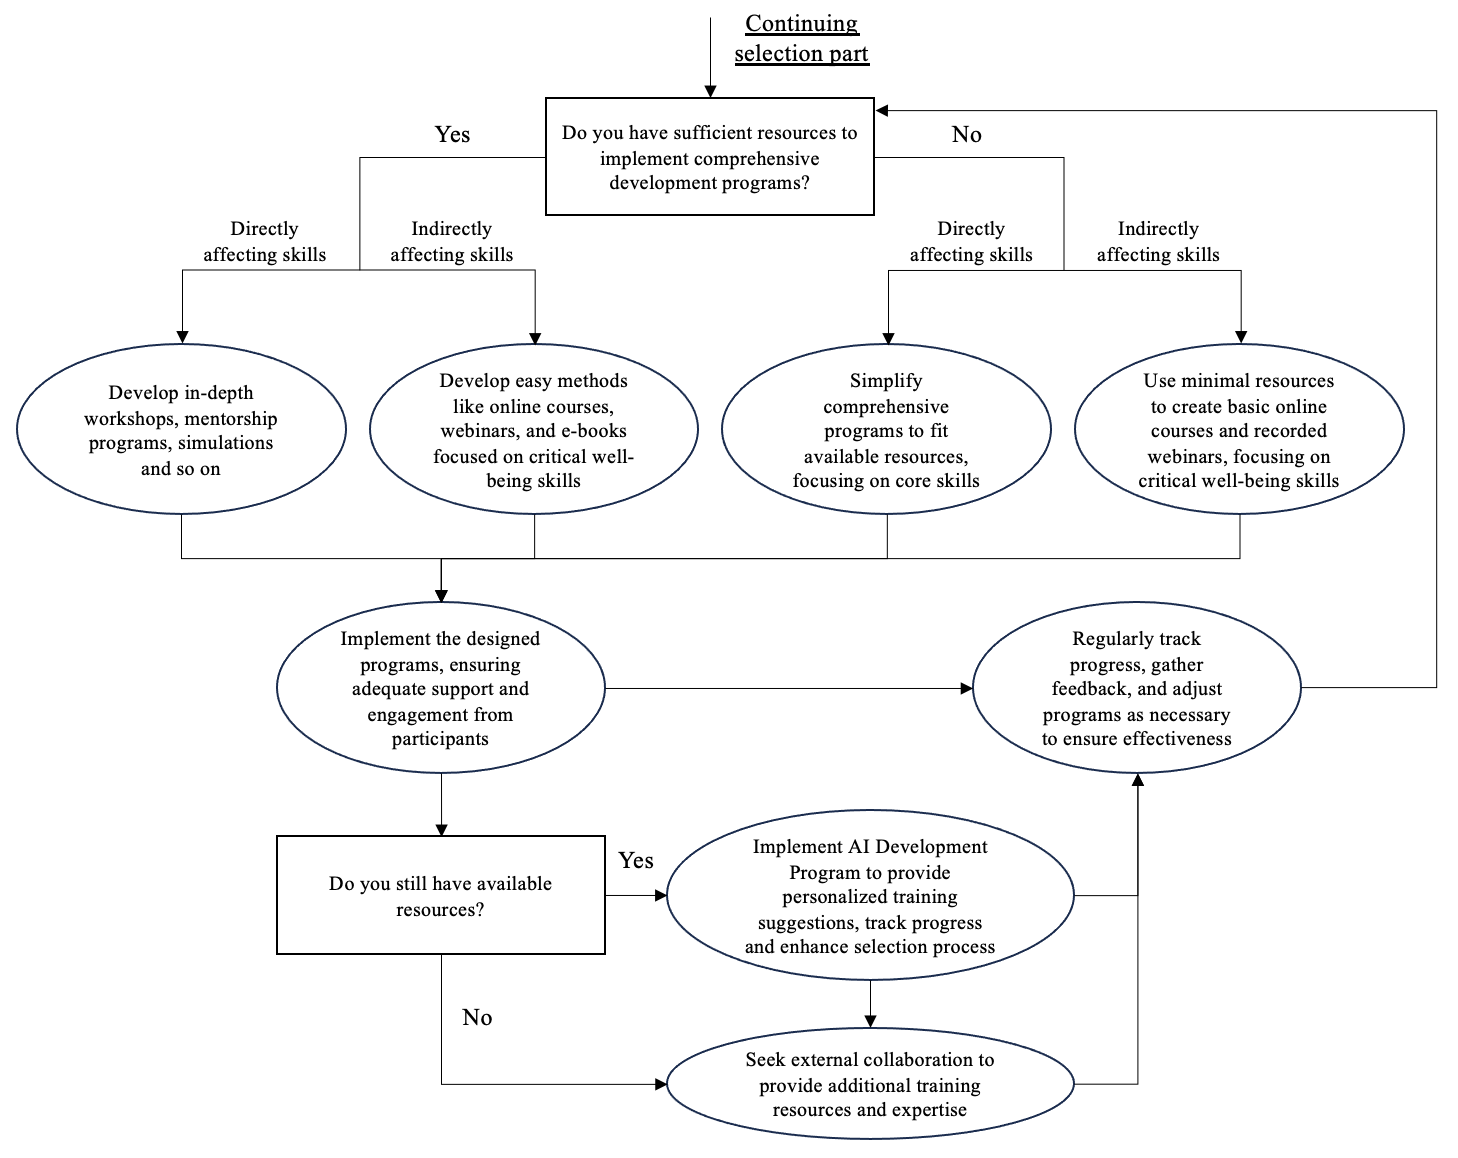 Continuing
selection part
Do you have sufficient resources to
implement comprehensive
development programs?
Yes
No
Directly
affecting skills
Indirectly
affecting skills
Directly
affecting skills
Indirectly
affecting skills
Develop in-depth
workshops, mentorship
programs, simulations
and so on
Develop easy methods
like online courses,
webinars, and e-books
focused on critical well-
being skills
Simplify
comprehensive
programs to fit
available resources,
focusing on core skills
Use minimal resources
to create basic online
courses and recorded
webinars, focusing on
critical well-being skills
Implement the designed
programs, ensuring
adequate support and
engagement from
participants
Regularly track
progress, gather
feedback, and adjust
programs as necessary
to ensure effectiveness
Do you still have available
resources?
Yes
Implement AI Development
Program to provide
personalized training
suggestions, track progress
and enhance selection process
No
Seek external collaboration to
provide additional training
resources and expertise